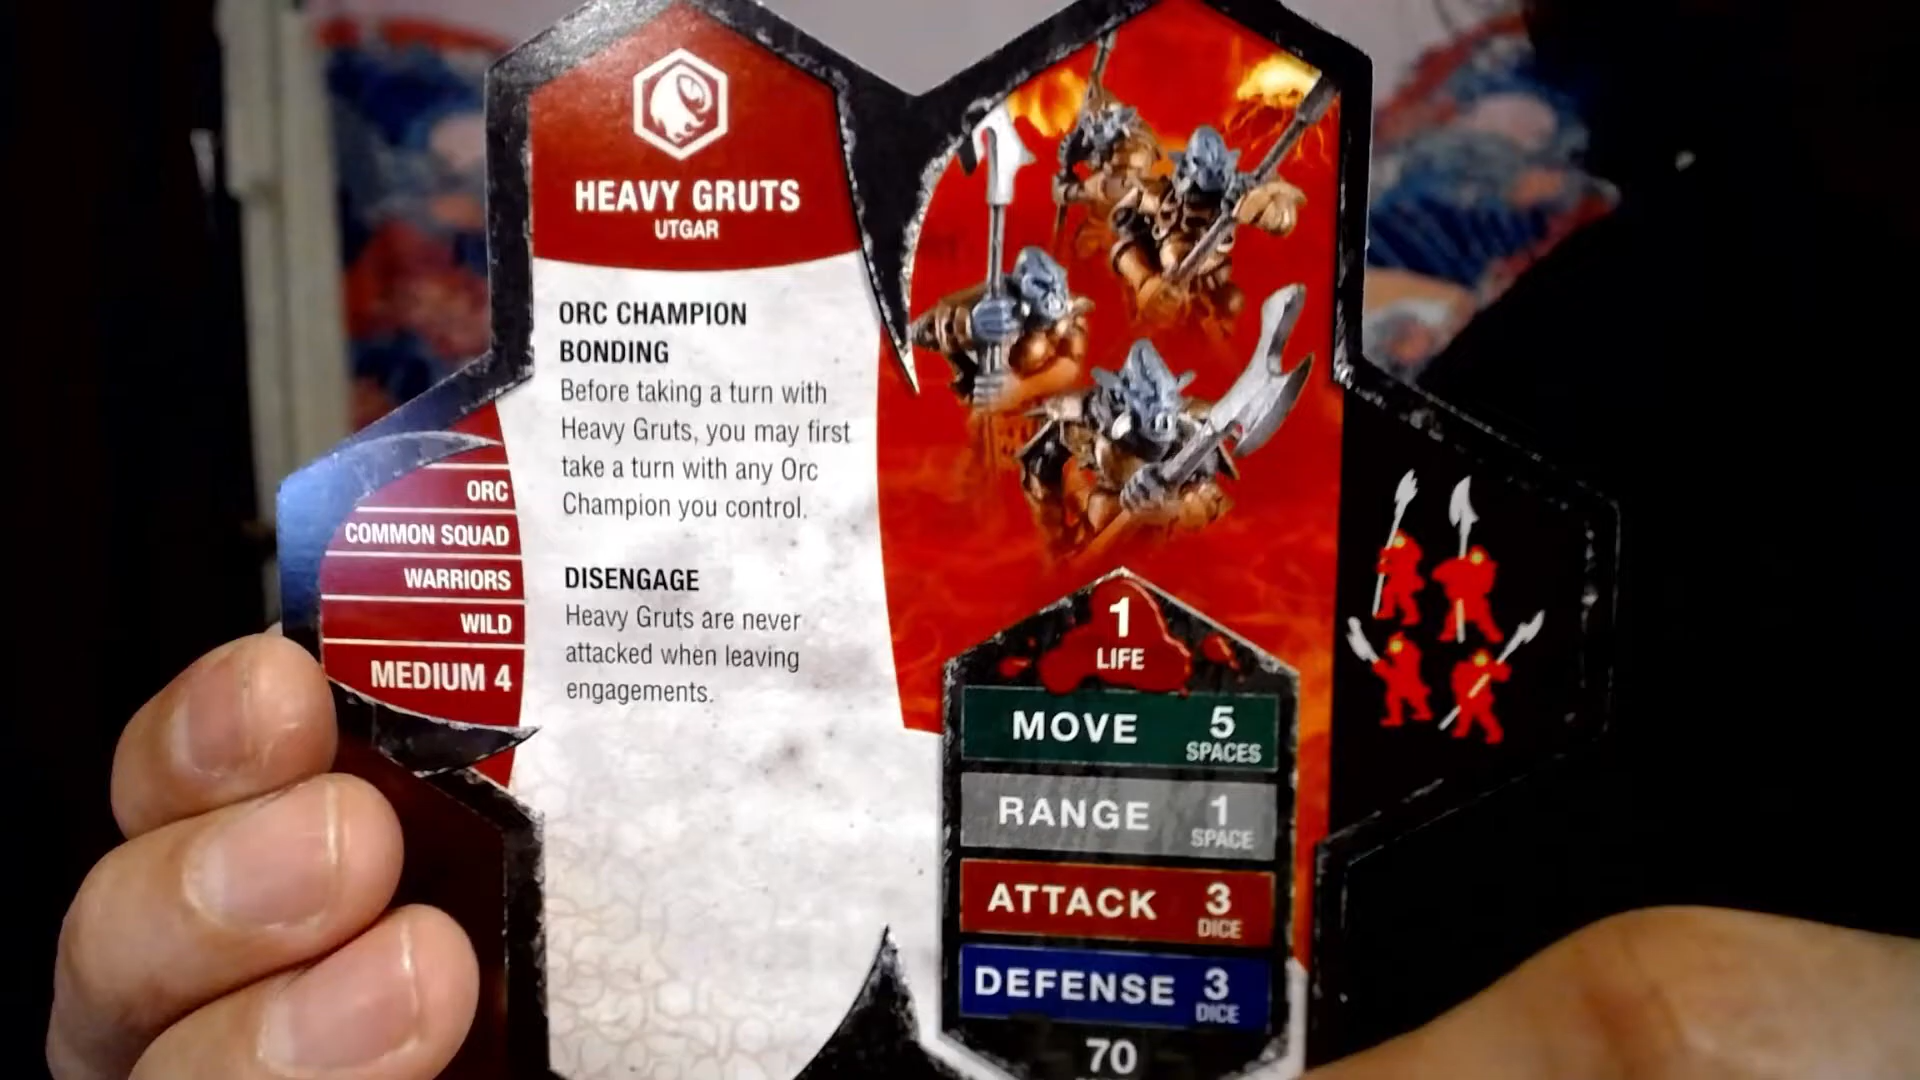 HEAVY GRUTS
UTGAR
ORC CHAMPION
BONDING
Before taking a turn with
Heavy Gruts, you may first
take a turn with any Orc
Champion you control.
DISENGAGE
Heavy Gruts are never
attacked when leaving
engagements.
ORC
COMMON SQUAD
WARRIORS
WILD
MEDIUM 4
1
LIFE
MOVE 5
SPACES
RANGE 1
SPACE
ATTACK 3
DICE
DEFENSE 3
DICE
70